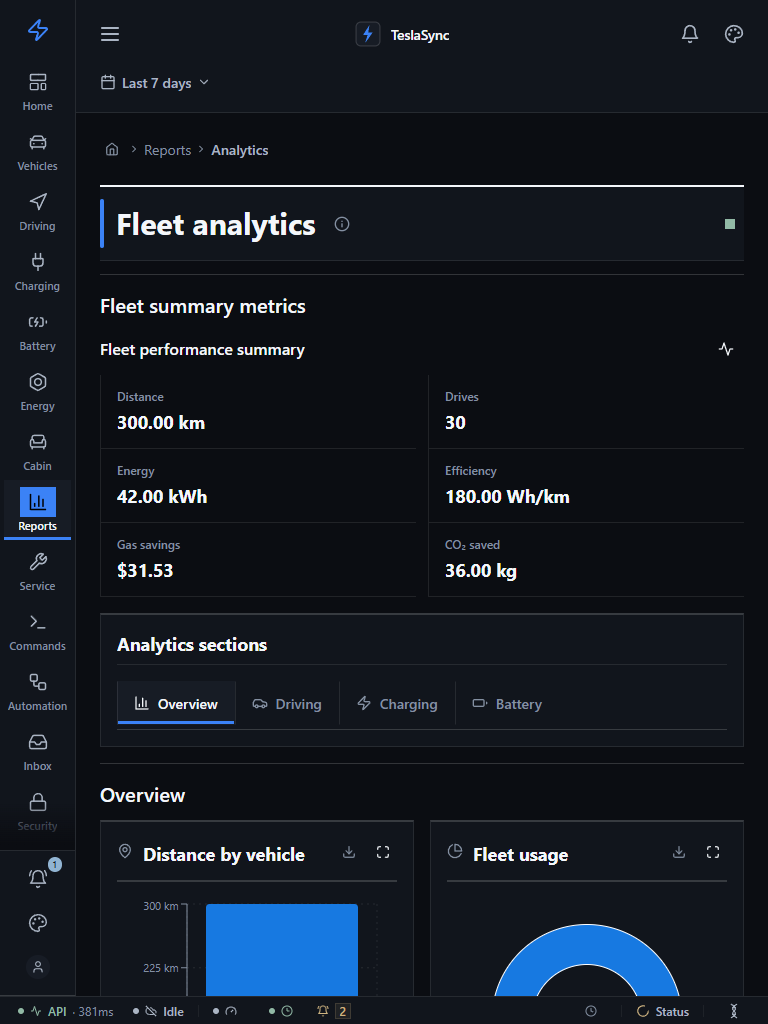 TeslaSync
Last 7 days
Home
Vehicles
Driving
Charging
Battery
Energy
Cabin
Reports
Service
Commands
Automation
Inbox
Security
1
Reports
Analytics
Fleet analytics
Fleet summary metrics
Fleet performance summary
Distance
300.00 km
Drives
30
Energy
42.00 kWh
Efficiency
180.00 Wh/km
Gas savings
$31.53
CO₂ saved
36.00 kg
Analytics sections
Overview
Driving
Charging
Battery
Overview
Distance by vehicle
300 km
225 km
Fleet usage
API · 381ms
Idle
2
Status